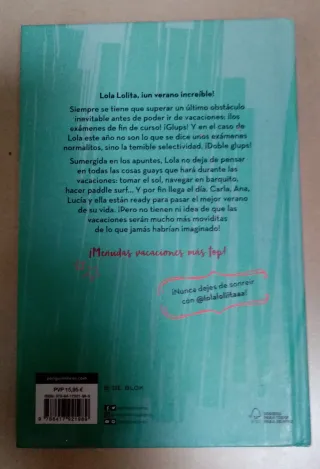 Lola Lolita, ¡un verano increíble!
Siempre se tiene que superar un último obstáculo
inevitable antes de poder ir de vacaciones: ¡los
exámenes de fin de curso! ¡Glups! Y en el caso de
Lola este año no son lo que se dice unos exámenes
normalitos, sino la temible selectividad. ¡Doble glups!
Sumergida en los apuntes, Lola no deja de pensar
en todas las cosas guays que hará durante las
vacaciones: tomar el sol, navegar en barquito,
hacer paddle surf... Y por fin llega el día. Carla, Ana,
Lucía y ella están ready para pasar el mejor verano
de su vida. ¡Pero no tienen ni idea de que las
vacaciones serán mucho más moviditas
de lo que jamás habrían imaginado!
¡Menudas vacaciones más top!
¡Nunca dejes de sonreír
con @lolaloliitaaa!
PVP 15,95 €